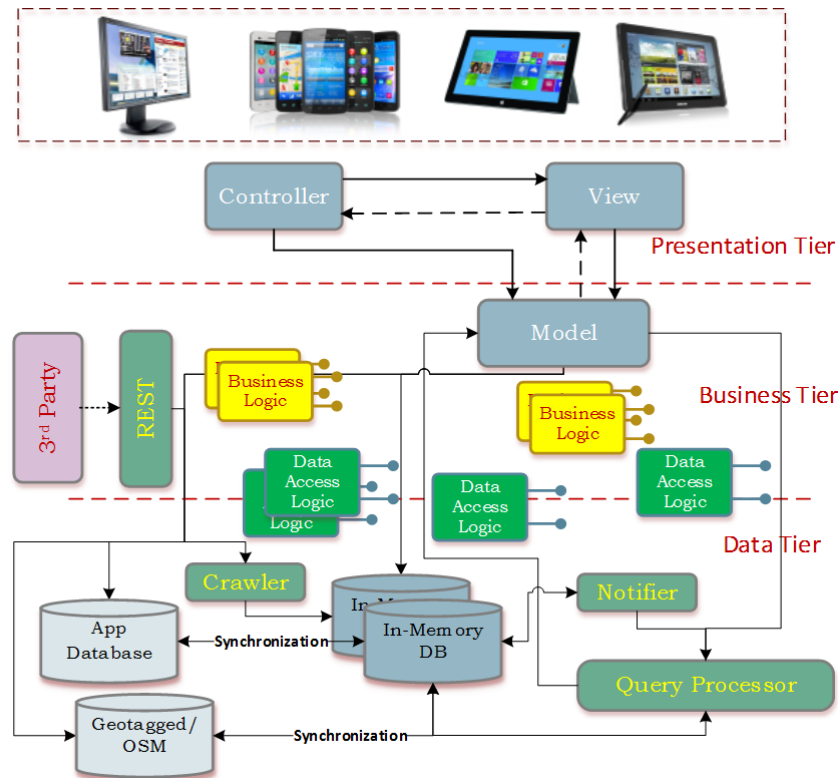 Controller
View
Presentation Tier
Model
3rd Party
REST
Business
Logic
Business
Logic
Business Tier
Data
Access
Logic
Logic
Data
Access
Logic
Data
Access
Logic
Data Tier
Crawler
Notifier
App
Database
Synchronization
In-Memory
DB
Query Processor
Geotagged/
OSM
Synchronization